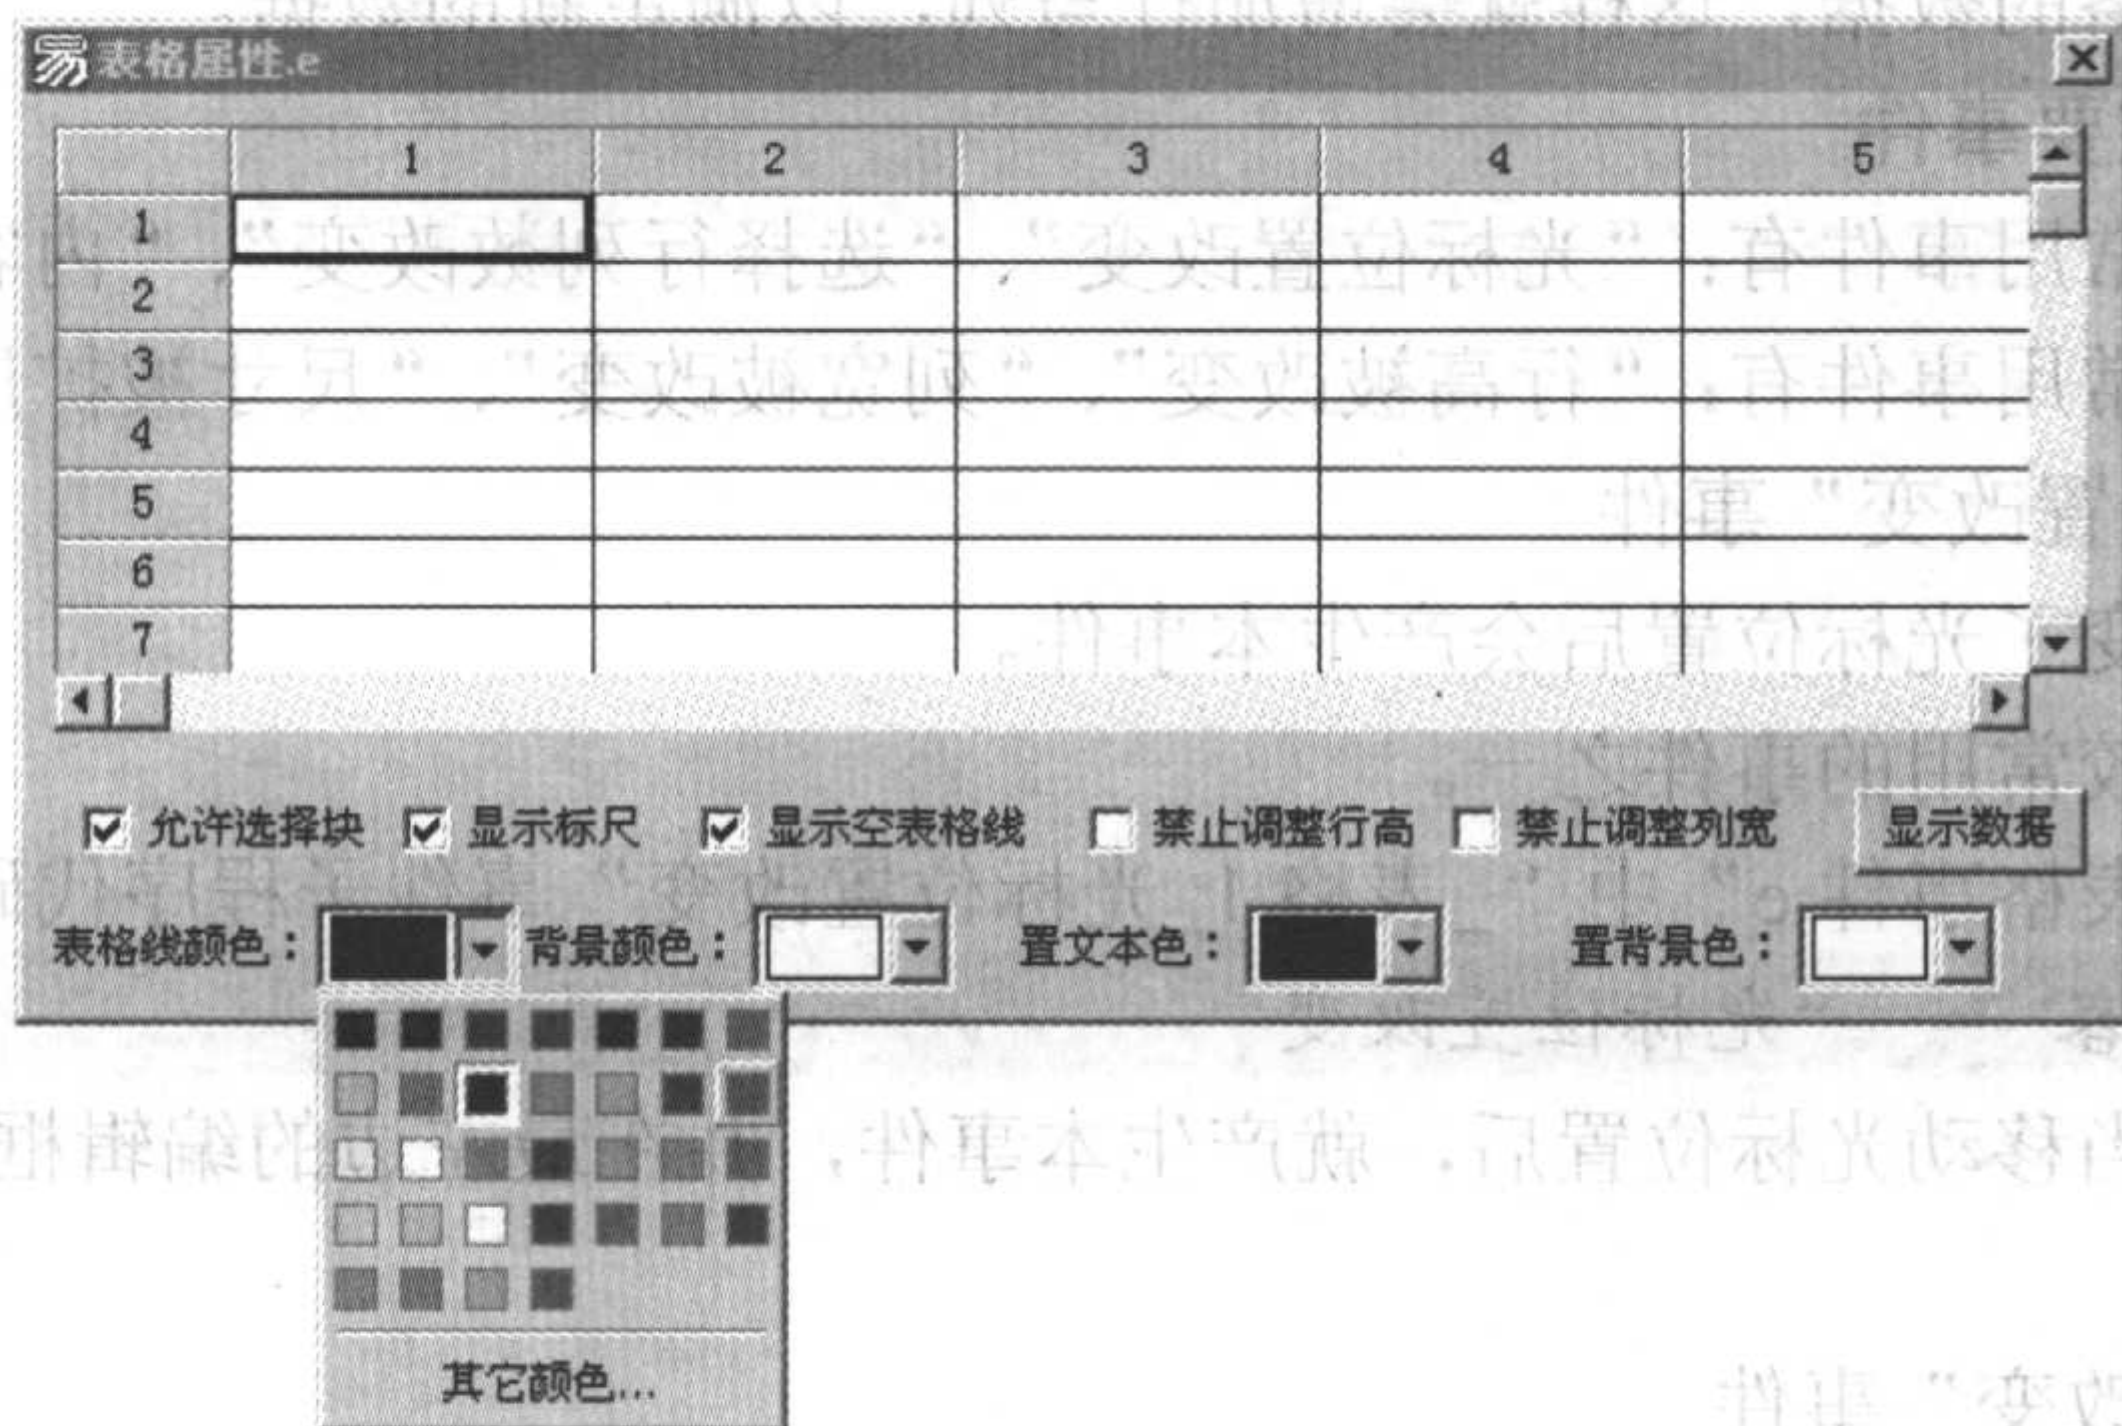 表格属性.e
1 2 3 4 5
1
2
3
4
5
6
7
允许选择块 显示标尺 显示空表格线 禁止调整行高 禁止调整列宽 显示数据
表格线颜色： 背景颜色： 置文本色： 置背景色：
其它颜色...